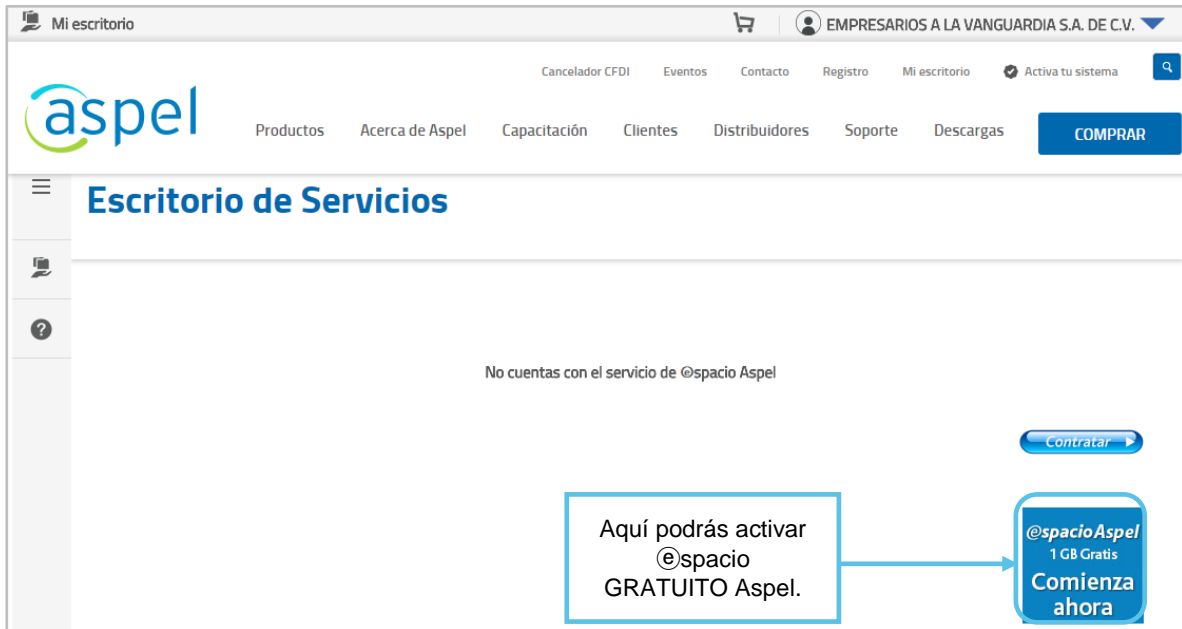 Mi escritorio
EMPRESARIOS A LA VANGUARDIA S.A. DE C.V.
Cancelador CFDI Eventos Contacto Registro Mi escritorio Activa tu sistema
aspel
Productos Acerca de Aspel Capacitación Clientes Distribuidores Soporte Descargas COMPRAR
Escritorio de Servicios
?
No cuentas con el servicio de ⓔspacio Aspel
Contratar
Aquí podrás activar
ⓔspacio
GRATUITO Aspel.
@spacioAspel
1 GB Gratis
Comienza
ahora